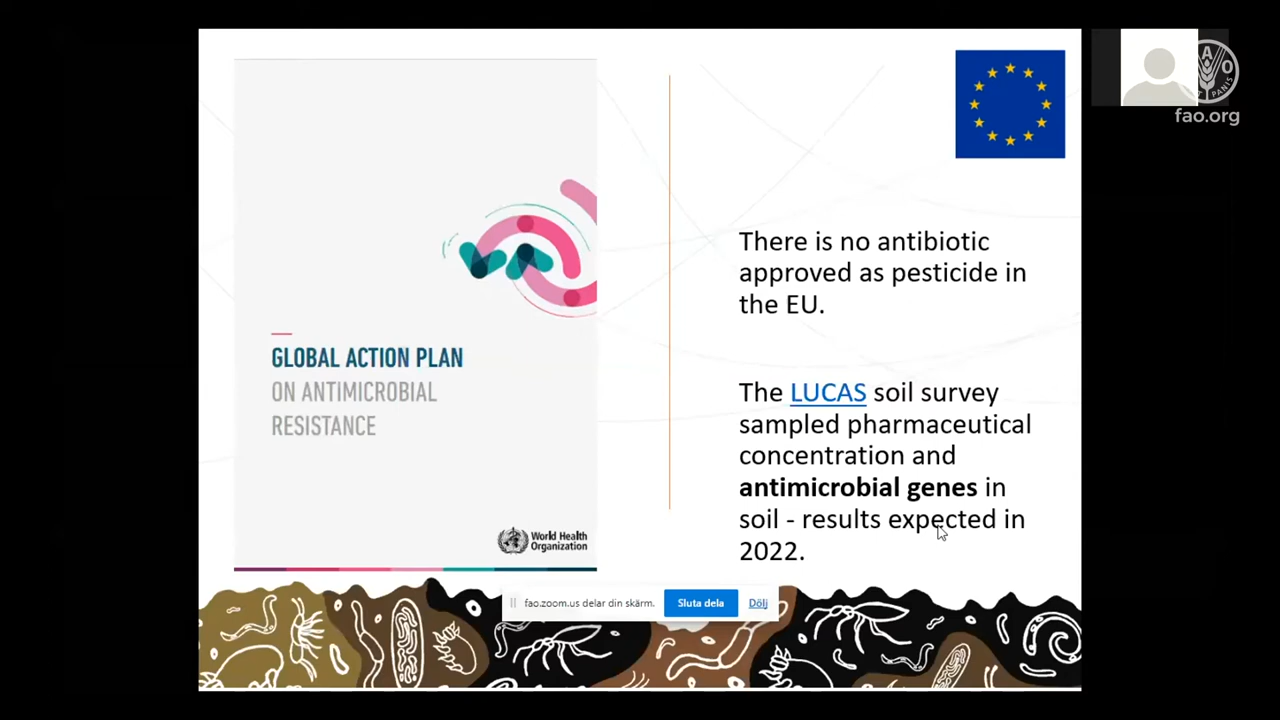 GLOBAL ACTION PLAN
ON ANTIMICROBIAL
RESISTANCE
World Health
Organization
There is no antibiotic
approved as pesticide in
the EU.
The LUCAS soil survey
sampled pharmaceutical
concentration and
antimicrobial genes in
soil - results expected in
2022.
fao.zoom.us delar din skärm.
Sluta dela
Dölj
A O
PANIS
fao.org